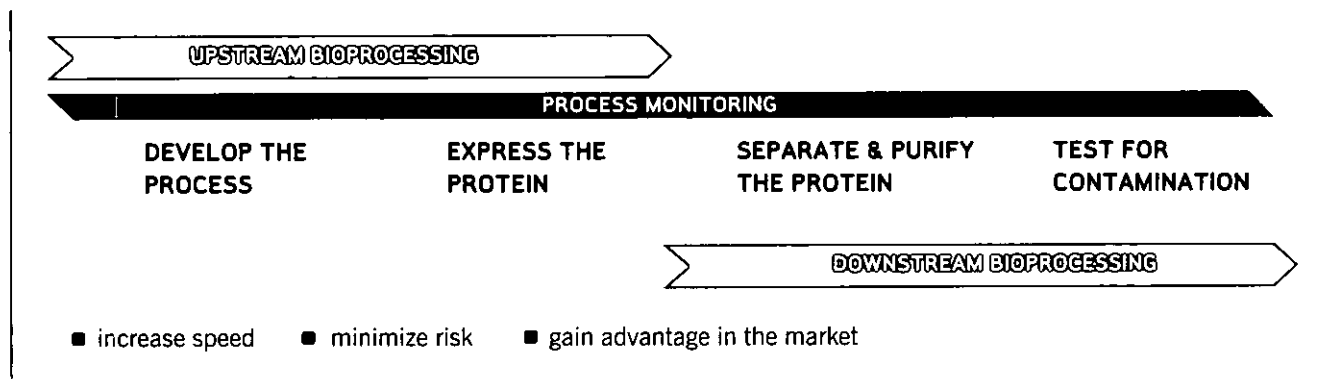 UPSTREAM BIOPROCESSING
PROCESS MONITORING
DEVELOP THE
PROCESS
EXPRESS THE
PROTEIN
SEPARATE & PURIFY
THE PROTEIN
TEST FOR
CONTAMINATION
DOWNSTREAM BIOPROCESSING
■ increase speed ■ minimize risk ■ gain advantage in the market